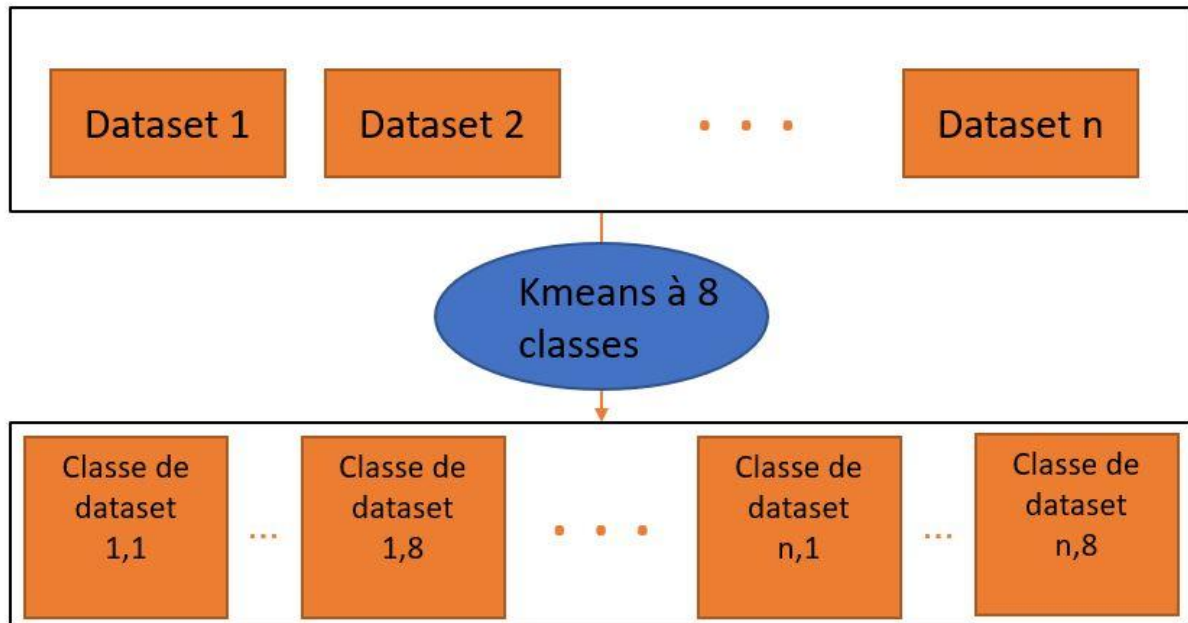 Dataset 1
Dataset 2
. . .
Dataset n
Kmeans à 8
classes
Classe de
dataset
1,1
...
Classe de
dataset
1,8
. . .
Classe de
dataset
n,1
...
Classe de
dataset
n,8